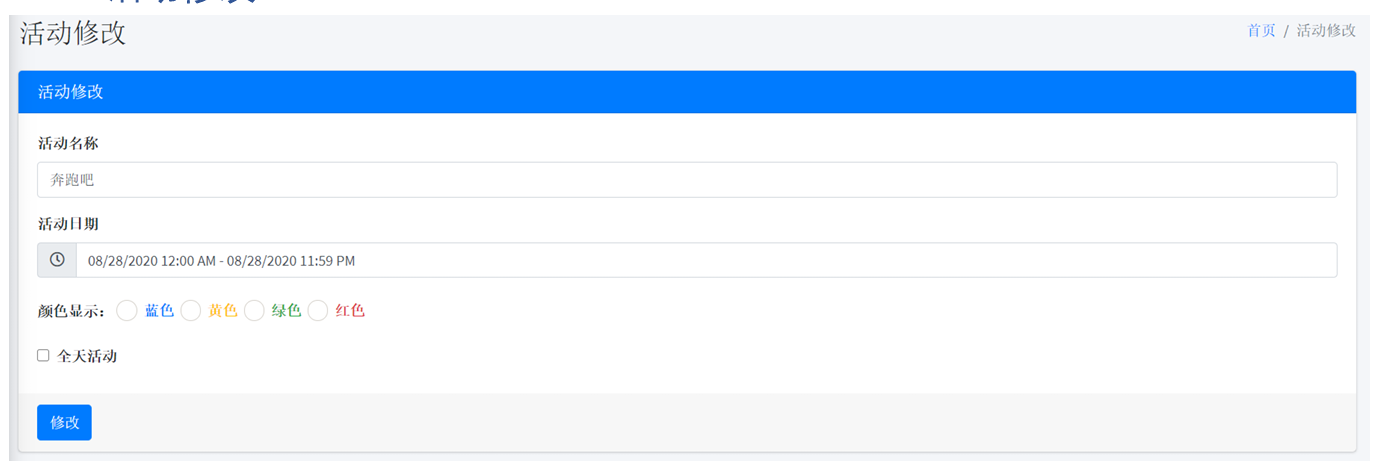 活动修改
首页 / 活动修改
活动修改
活动名称
奔跑吧
活动日期
08/28/2020 12:00 AM - 08/28/2020 11:59 PM
颜色显示： 蓝色 黄色 绿色 红色
全天活动
修改